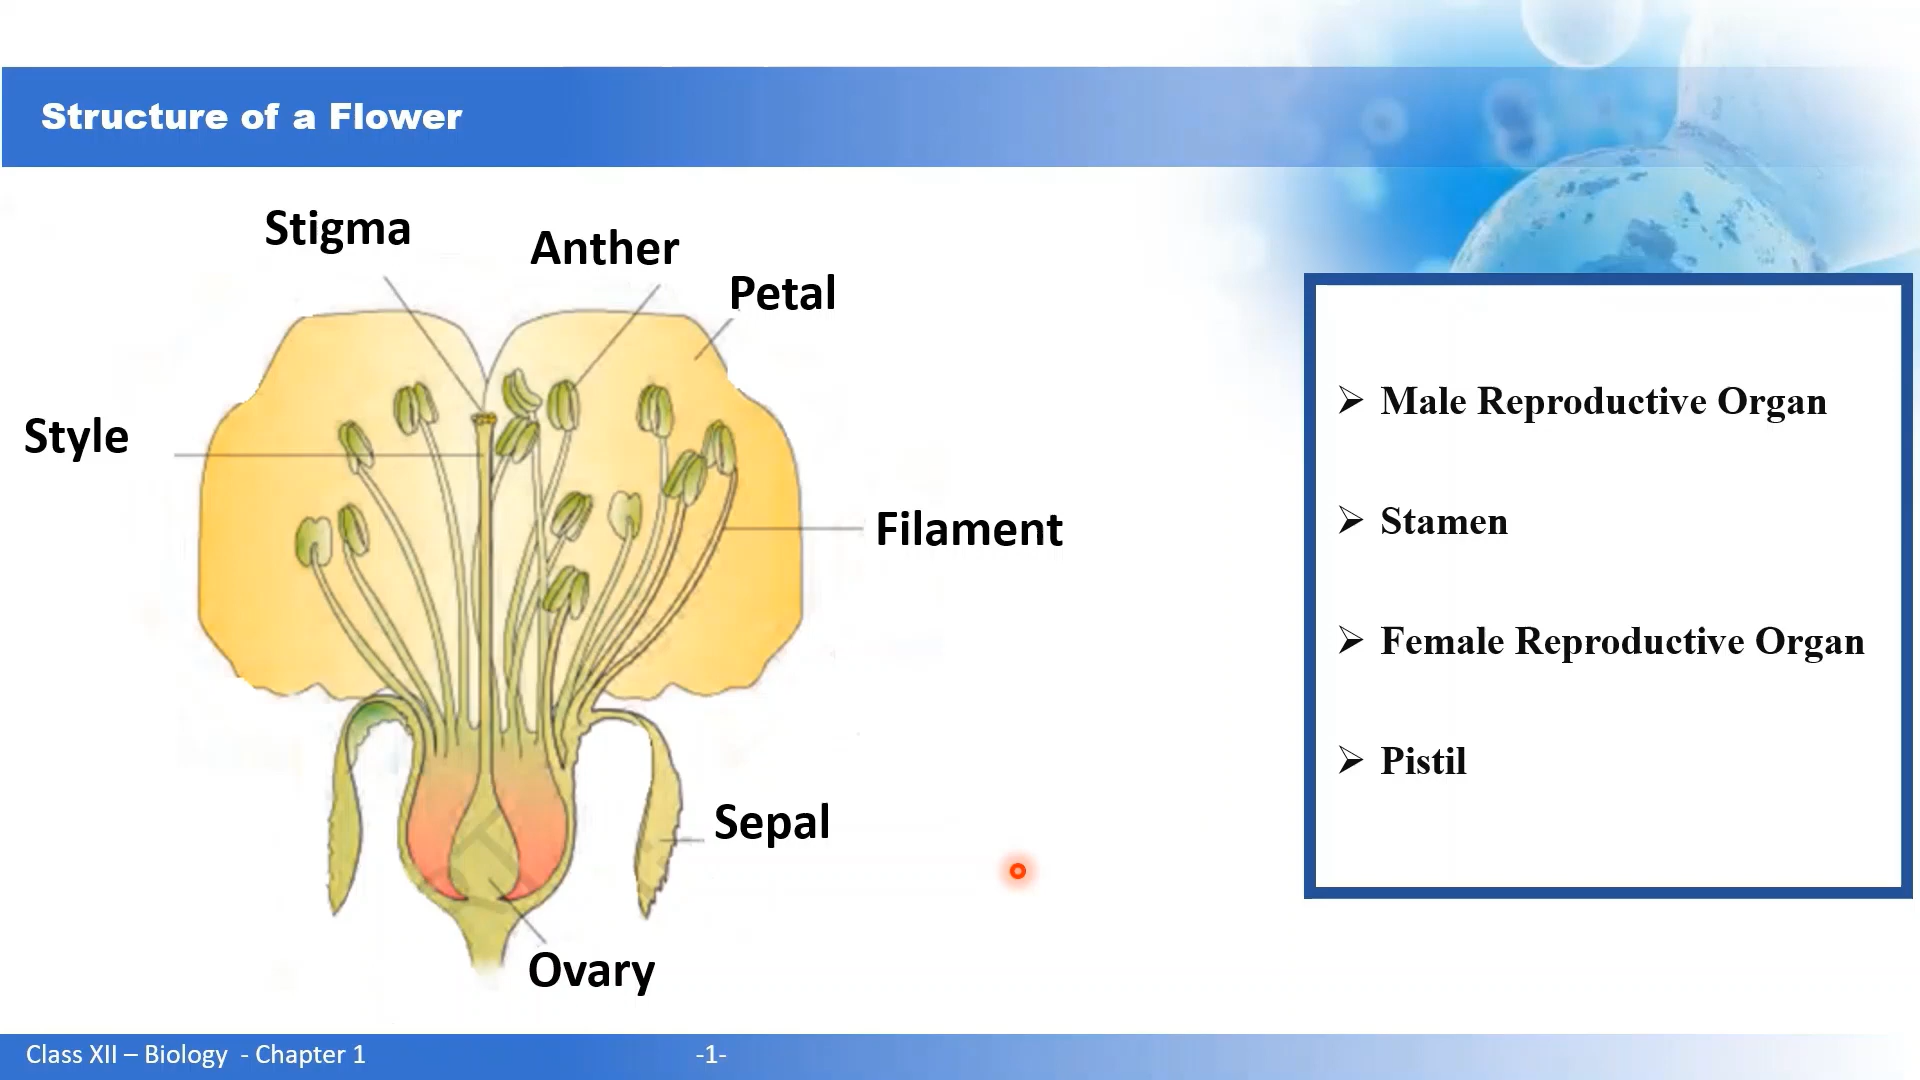 Structure of a Flower
Stigma
Anther
Petal
Style
Filament
Sepal
Ovary
Male Reproductive Organ
Stamen
Female Reproductive Organ
Pistil
Class XII – Biology - Chapter 1
-1-